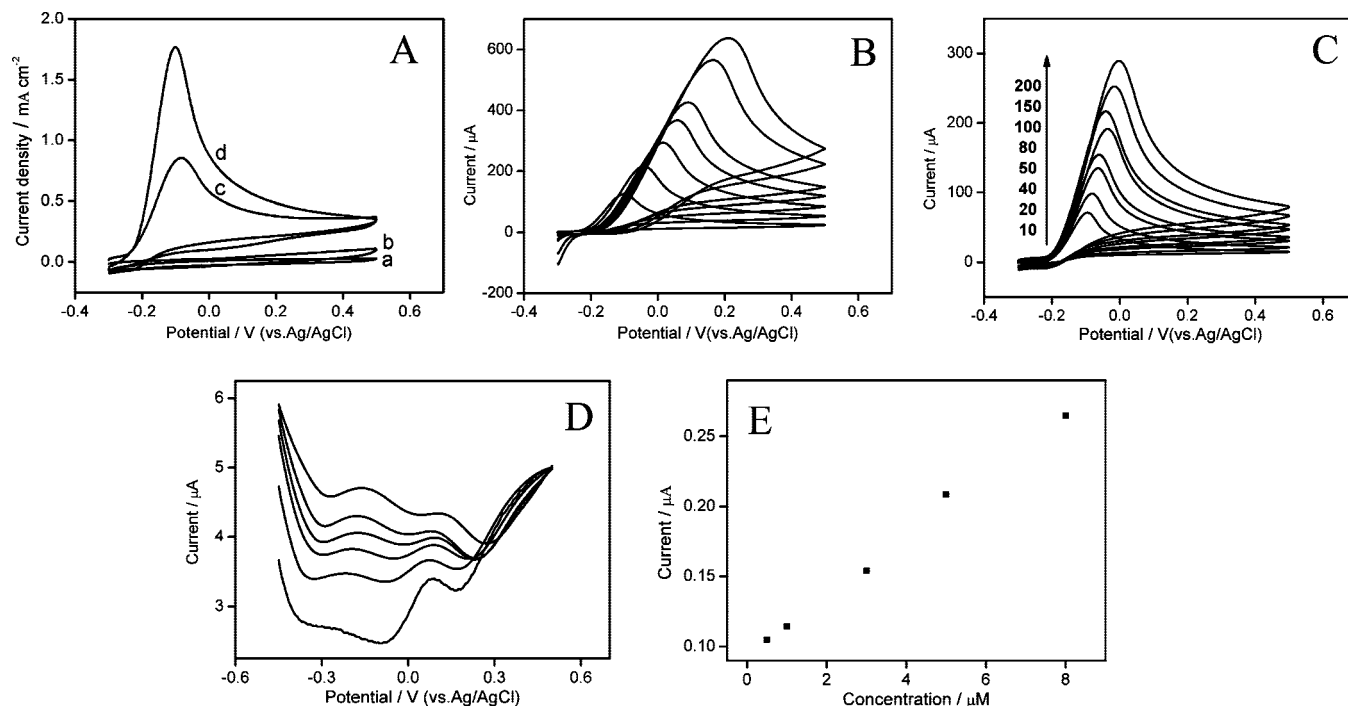 A
2.0
1.5
1.0
0.5
0.0
Current density / mA cm-2
d
c
b
a
-0.4 -0.2 0.0 0.2 0.4 0.6
Potential / V (vs.Ag/AgCl)
B
600
400
200
0
-200
Current / μA
-0.4 -0.2 0.0 0.2 0.4 0.6
Potential / V(vs.Ag/AgCl)
C
300
200
100
0
Current / μA
200
150
100
80
50
40
20
10
-0.4 -0.2 0.0 0.2 0.4 0.6
Potential / V(vs.Ag/AgCl)
D
6
5
4
3
Current / μA
-0.6 -0.3 0.0 0.3 0.6
Potential / V (vs.Ag/AgCl)
E
0.25
0.20
0.15
0.10
Current / μA
0 2 4 6 8
Concentration / μM